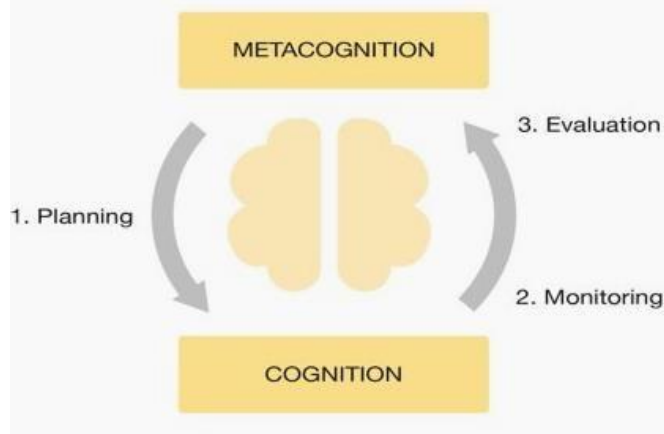 METACOGNITION
3. Evaluation
1. Planning
2. Monitoring
COGNITION